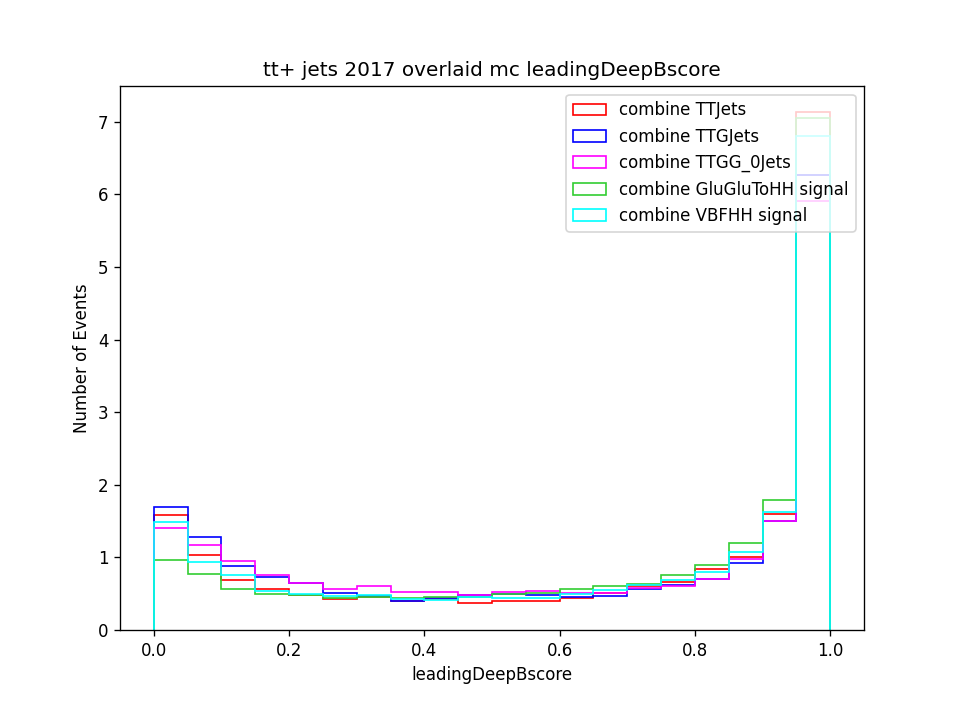 tt+ jets 2017 overlaid mc leadingDeepBscore
combine TTJets
combine TTGJets
combine TTGG_0Jets
combine GluGluToHH signal
combine VBFHH signal
Number of Events
7
6
5
4
3
2
1
0
0.0 0.2 0.4 0.6 0.8 1.0
leadingDeepBscore